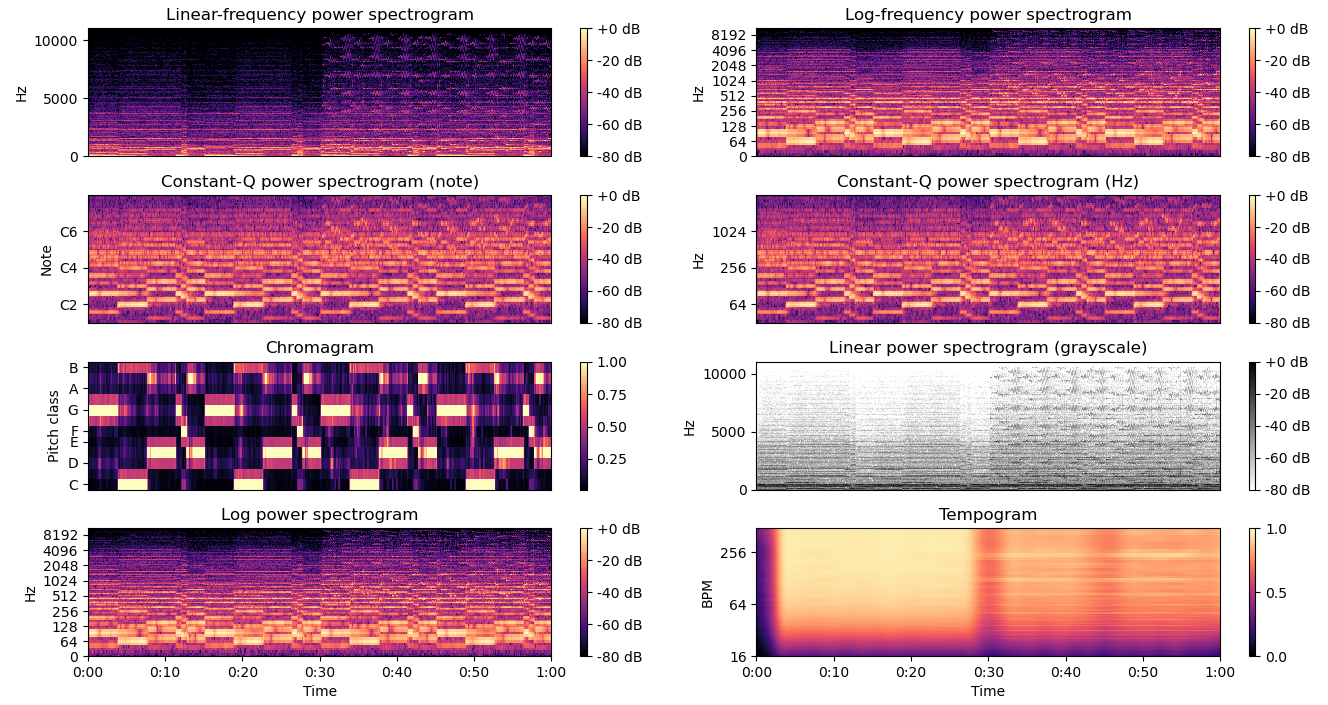 Linear-frequency power spectrogram
10000
5000
0
Hz
+0 dB
-20 dB
-40 dB
-60 dB
-80 dB
Log-frequency power spectrogram
8192
4096
2048
1024
512
256
128
64
0
Hz
+0 dB
-20 dB
-40 dB
-60 dB
-80 dB
Constant-Q power spectrogram (note)
C6
C4
C2
Note
+0 dB
-20 dB
-40 dB
-60 dB
-80 dB
Constant-Q power spectrogram (Hz)
1024
256
64
Hz
+0 dB
-20 dB
-40 dB
-60 dB
-80 dB
Chromagram
B
A
G
F
E
D
C
Pitch class
1.00
0.75
0.50
0.25
Linear power spectrogram (grayscale)
10000
5000
0
Hz
+0 dB
-20 dB
-40 dB
-60 dB
-80 dB
Log power spectrogram
8192
4096
2048
1024
512
256
128
64
0
Hz
+0 dB
-20 dB
-40 dB
-60 dB
-80 dB
0:00 0:10 0:20 0:30 0:40 0:50 1:00
Time
Tempogram
256
64
16
BPM
1.0
0.5
0.0
0:00 0:10 0:20 0:30 0:40 0:50 1:00
Time